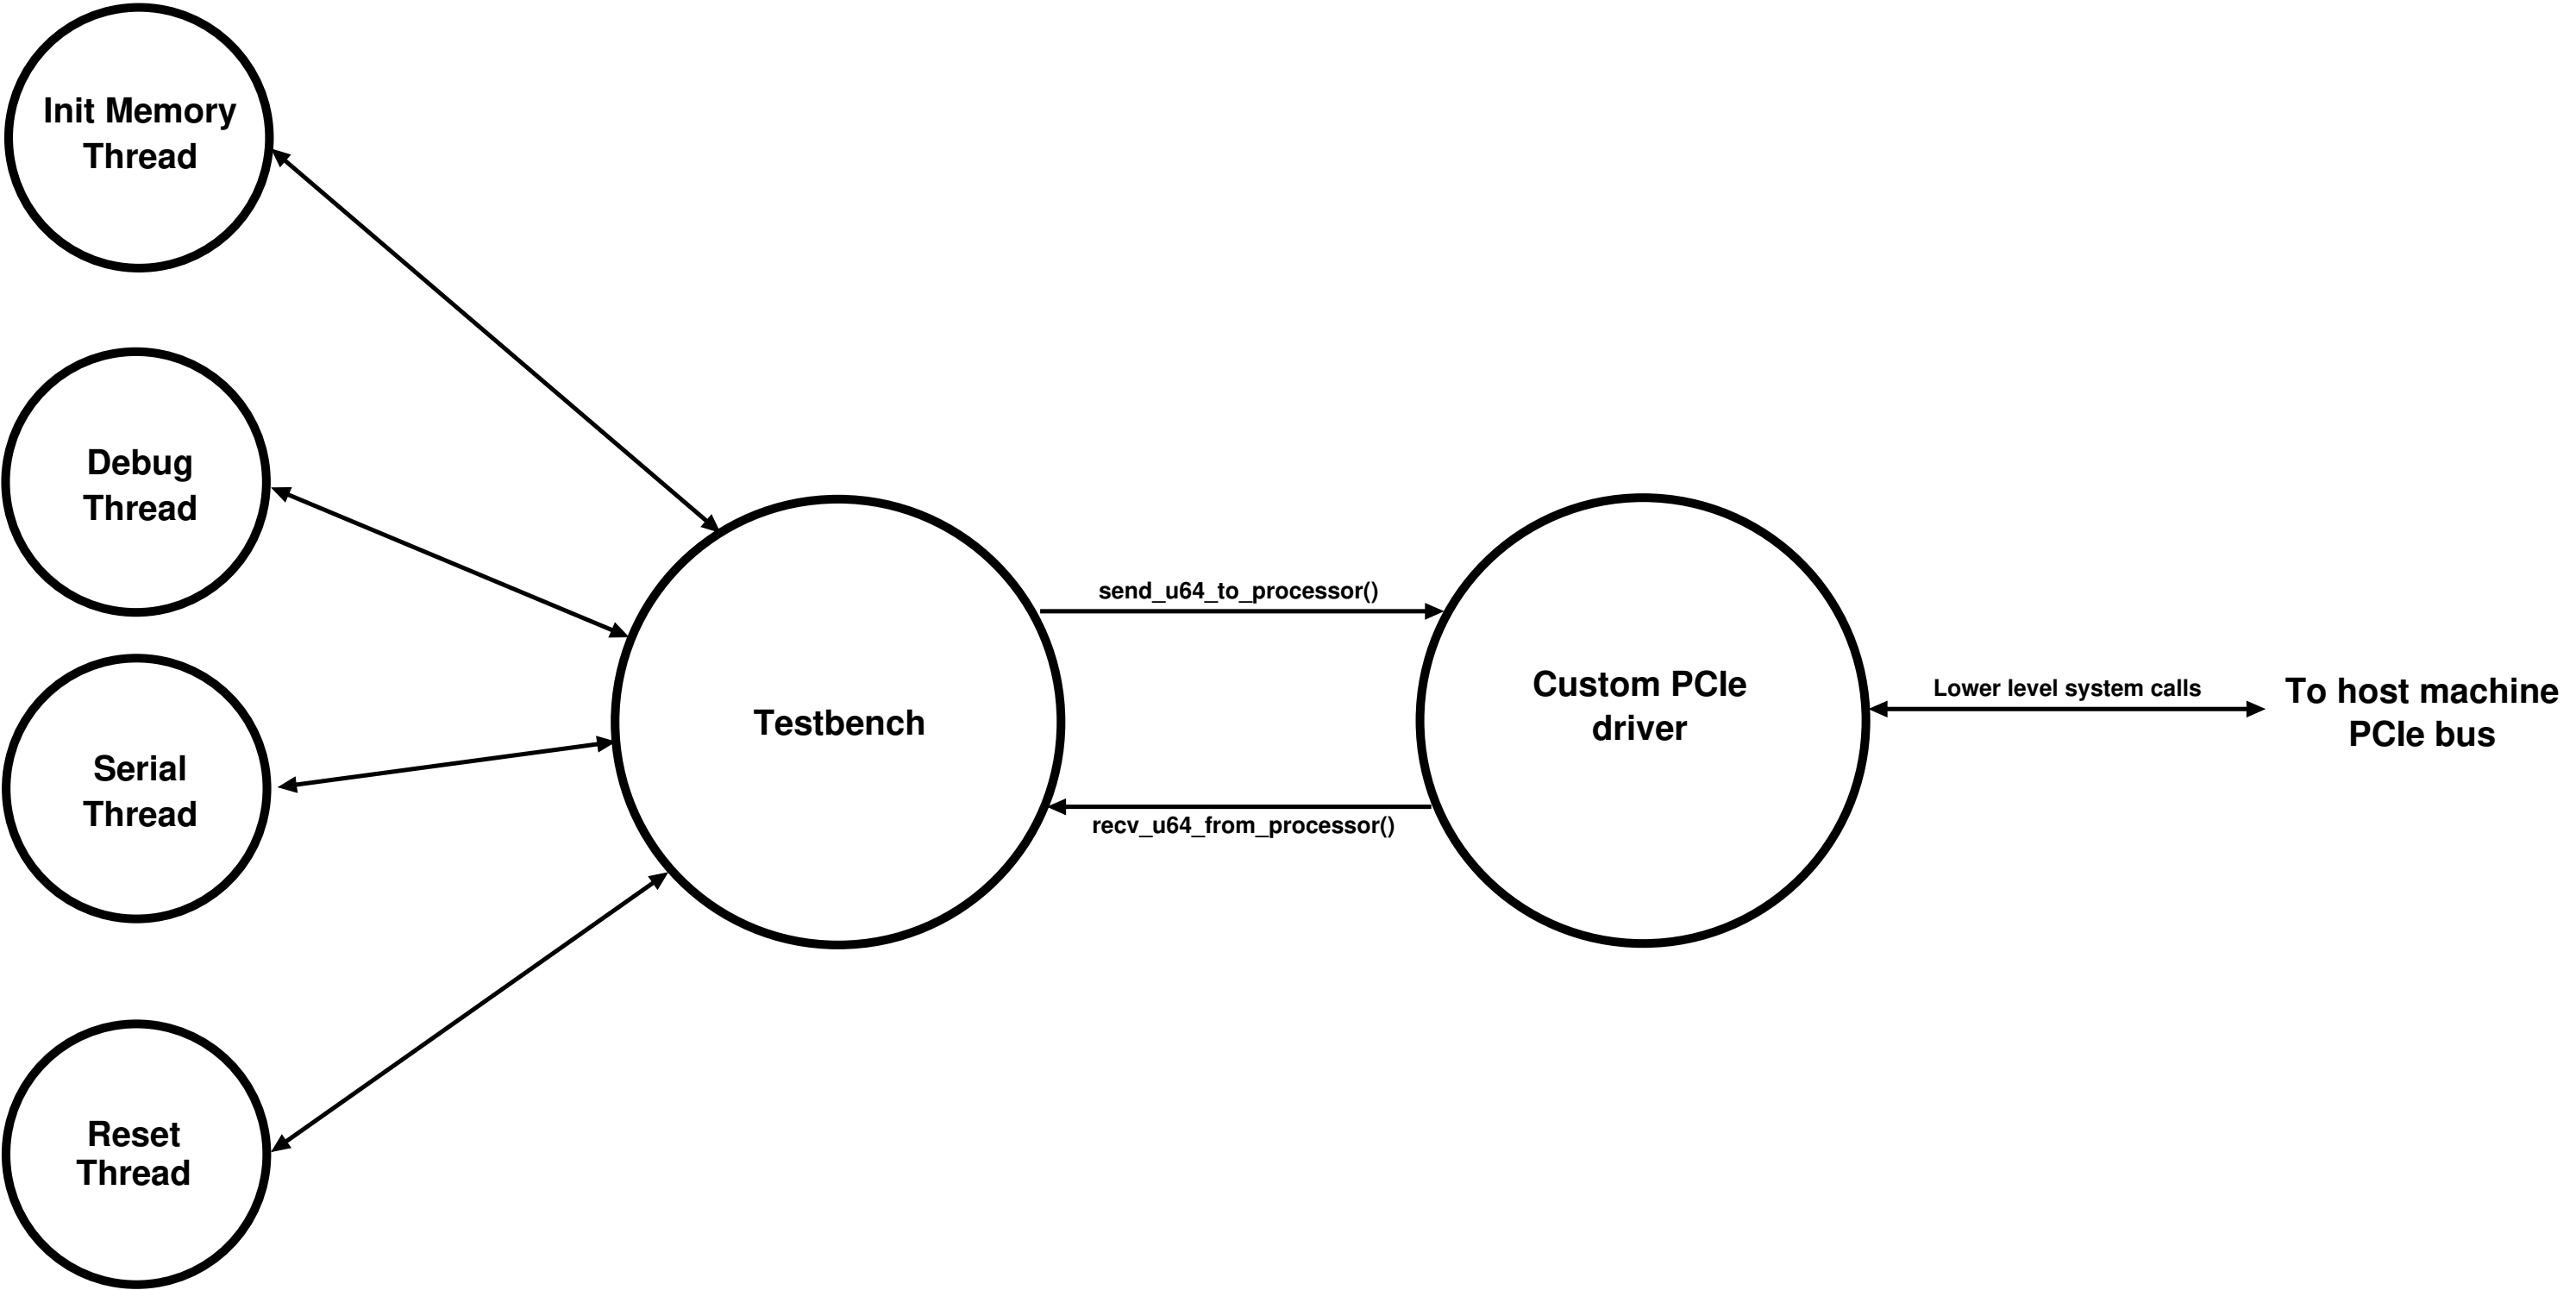 Init Memory
Thread
Debug
Thread
Serial
Thread
Reset
Thread
Testbench
send_u64_to_processor()
recv_u64_from_processor()
Custom PCIe
driver
Lower level system calls
To host machine
PCIe bus